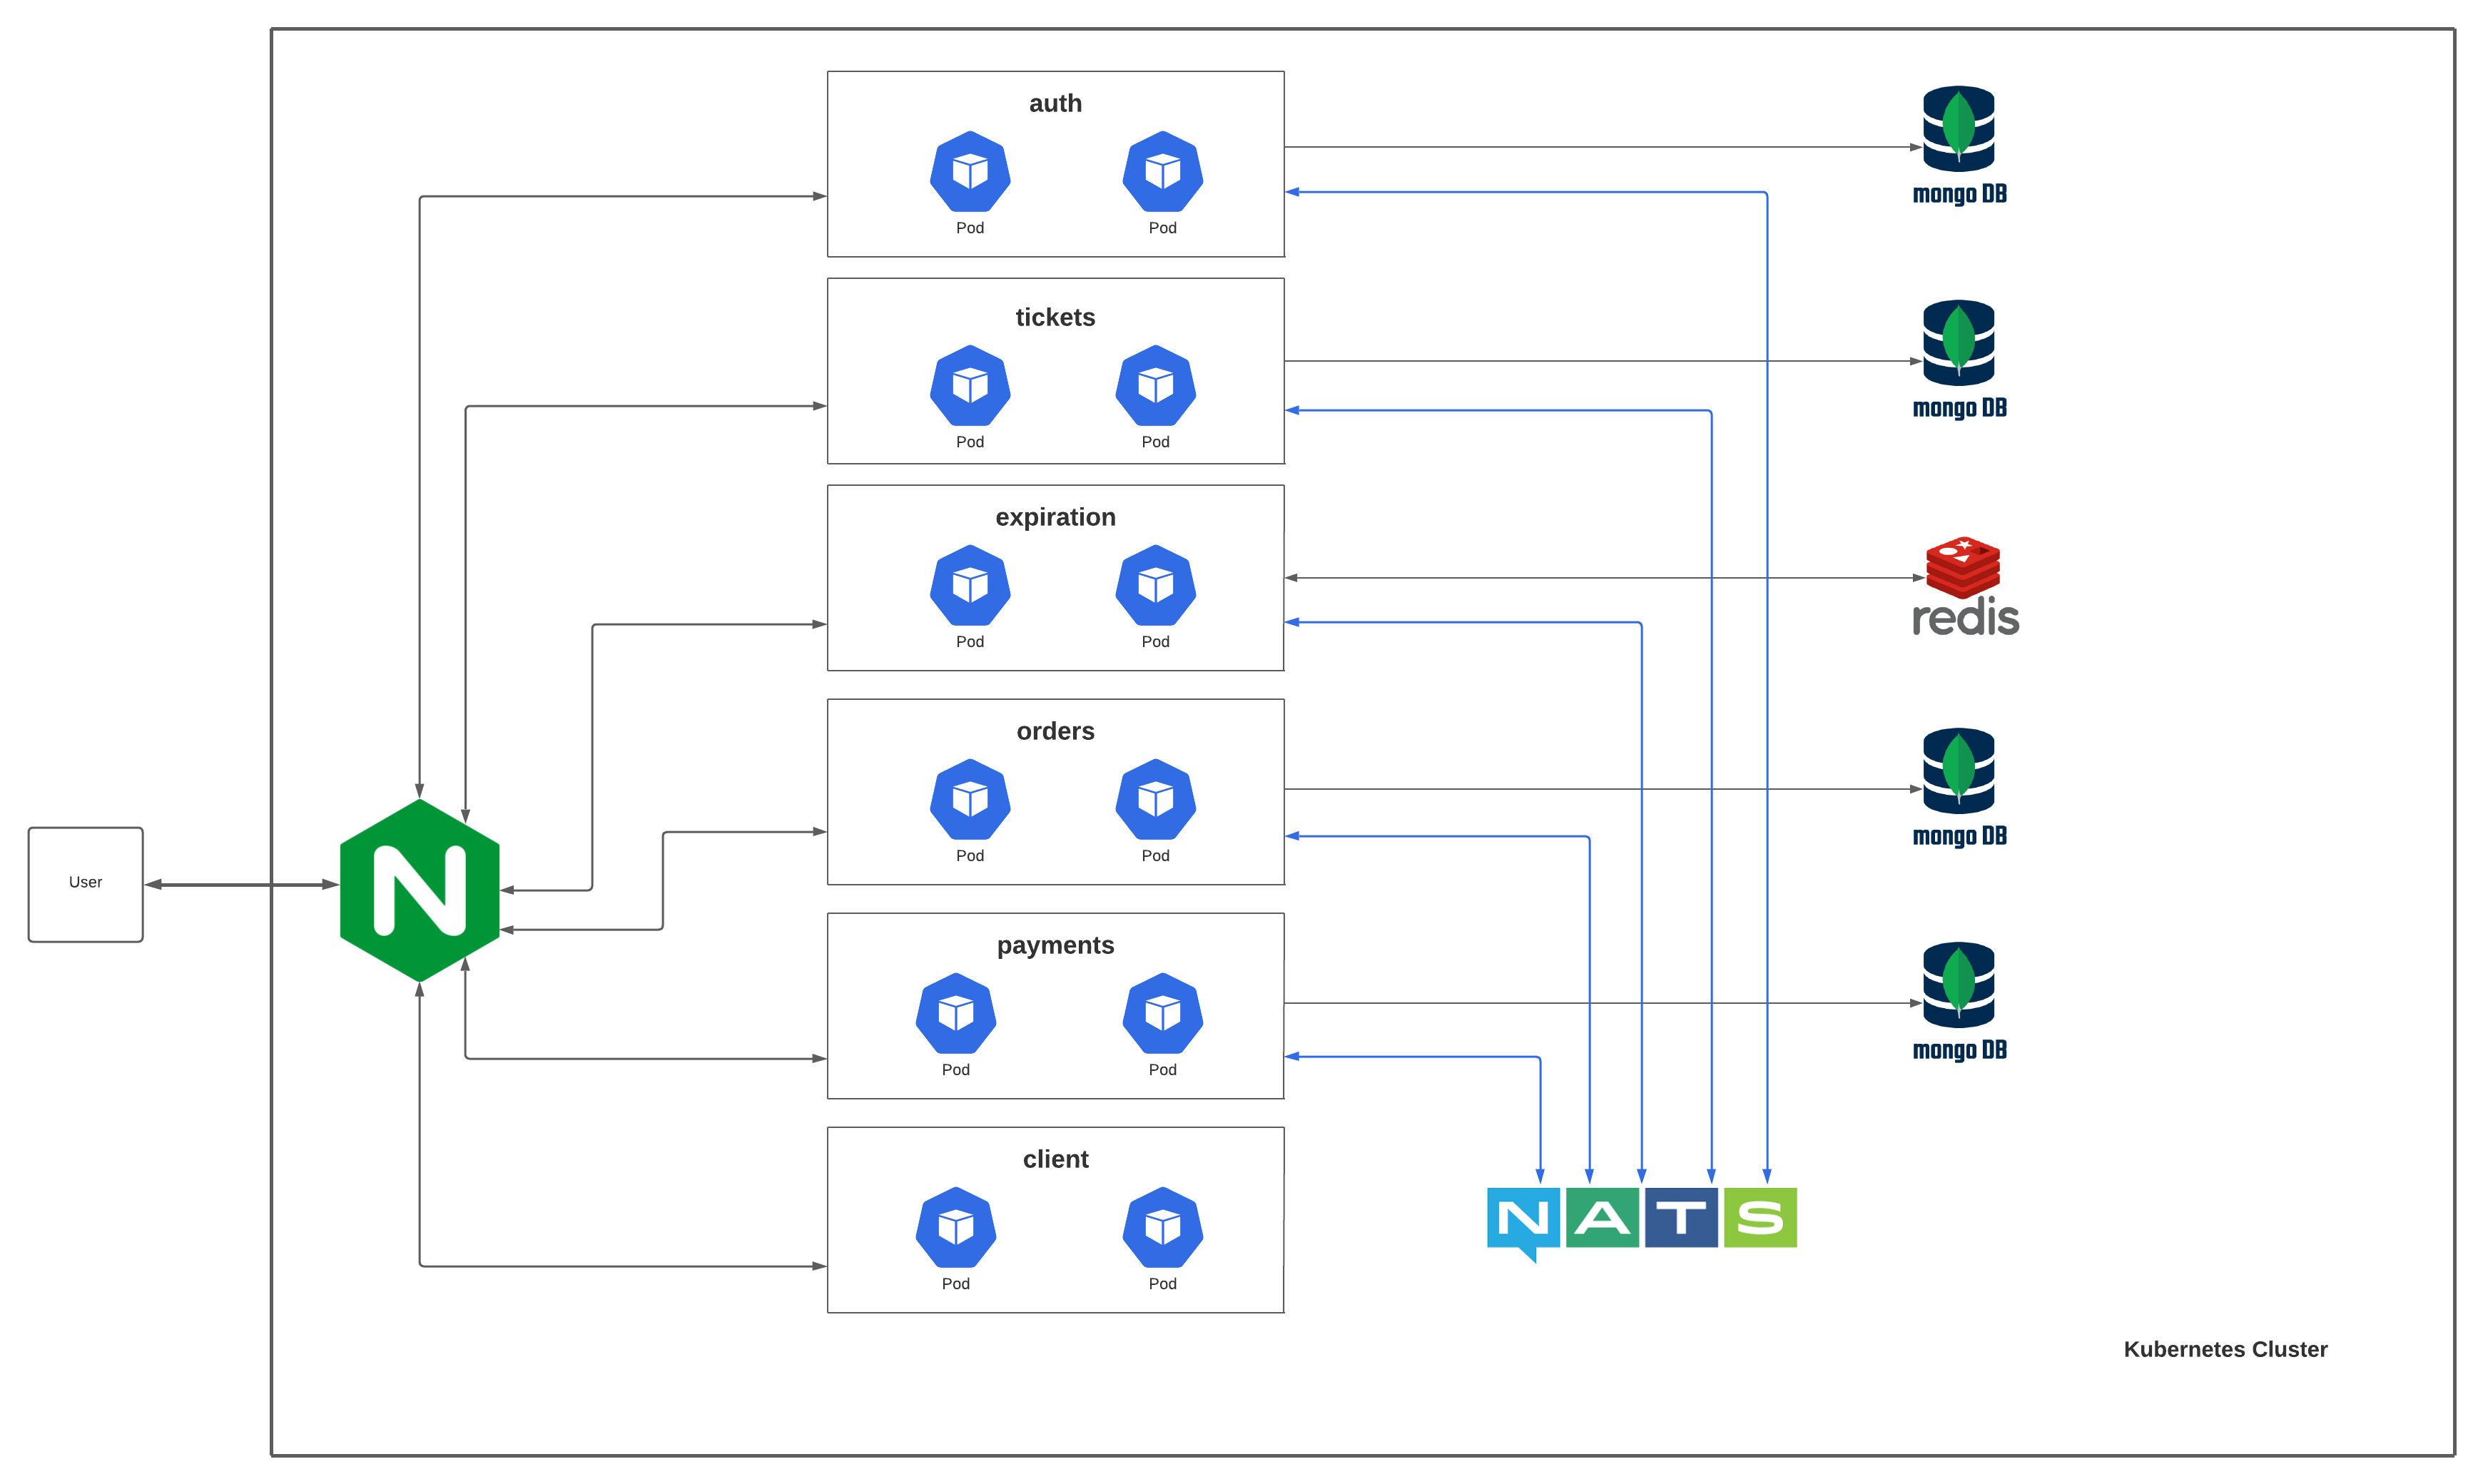 auth
Pod Pod
mongo DB
tickets
Pod Pod
mongo DB
expiration
Pod Pod
redis
orders
Pod Pod
mongo DB
User
N
payments
Pod Pod
mongo DB
client
Pod Pod
NATS
Kubernetes Cluster